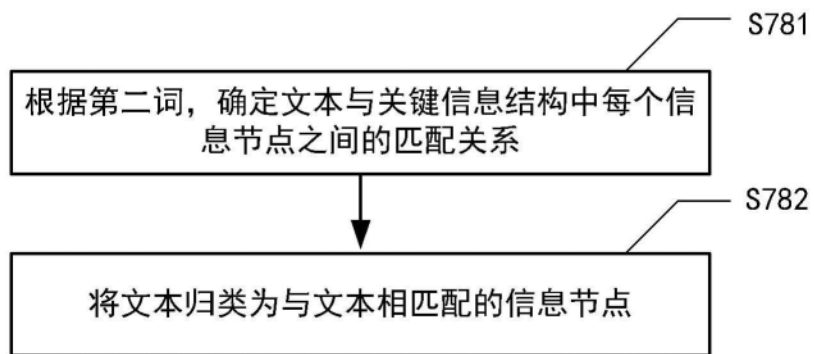 S781
根据第二词，确定文本与关键信息结构中每个信
息节点之间的匹配关系
S782
将文本归类为与文本相匹配的信息节点